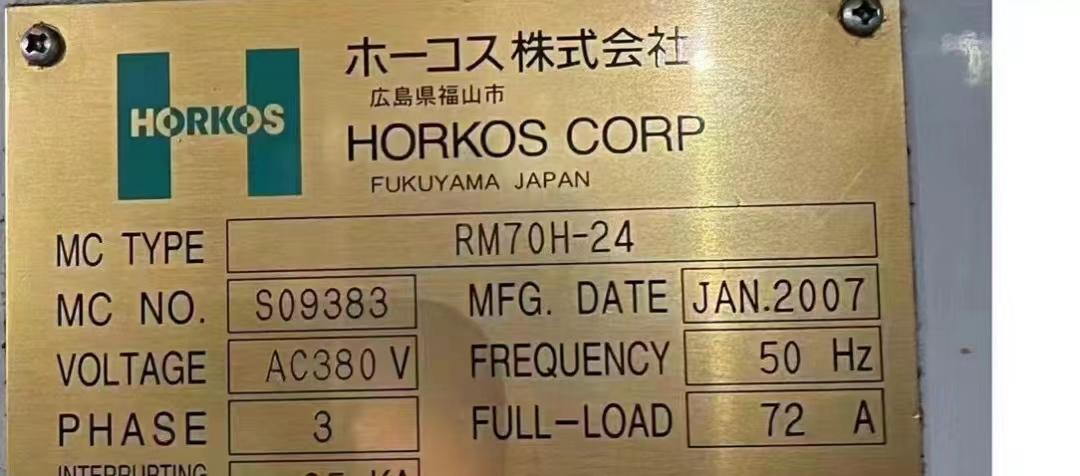 HORKOS
ホーコス株式会社
広島県福山市
HORKOS CORP
FUKUYAMA JAPAN
MC TYPE RM70H-24
MC NO. S09383 MFG. DATE JAN.2007
VOLTAGE AC380 V FREQUENCY 50 Hz
PHASE 3 FULL-LOAD 72 A
INTERRUPTING KA